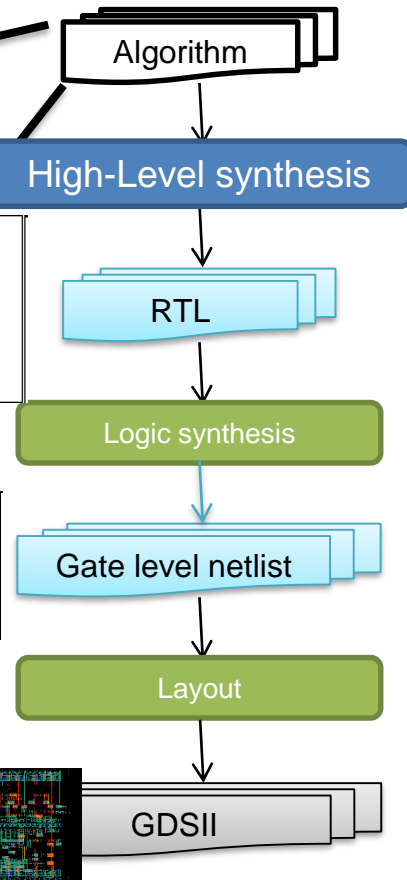 Algorithm
High-Level synthesis
RTL
Logic synthesis
Gate level netlist
Layout
GDSII